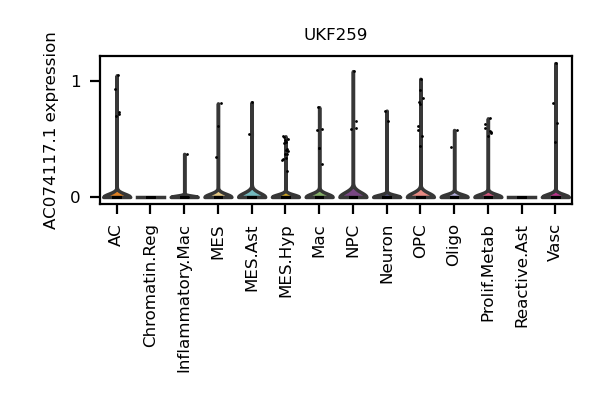 UKF259
AC074117.1 expression
1
0
AC
Chromatin.Reg
Inflammatory.Mac
MES
MES.Ast
MES.Hyp
Mac
NPC
Neuron
OPC
Oligo
Prolif.Metab
Reactive.Ast
Vasc